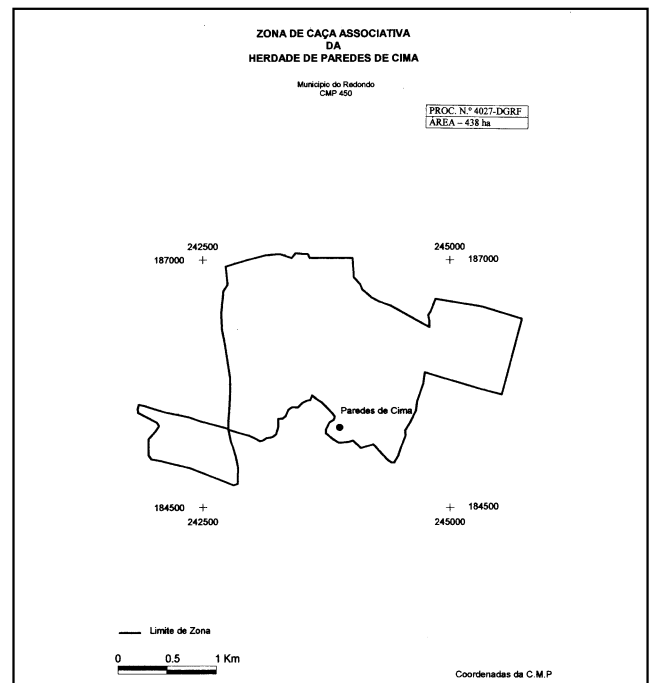 ZONA DE CAÇA ASSOCIATIVA
DA
HERDADE DE PAREDES DE CIMA
Município do Redondo
CMP 450
PROC. N.º 4027-DGRF
ÁREA – 438 ha
242500
245000
187000
187000
Paredes de Cima
184500
184500
242500
245000
Limite de Zona
0 0.5 1 Km
Coordenadas da C.M.P